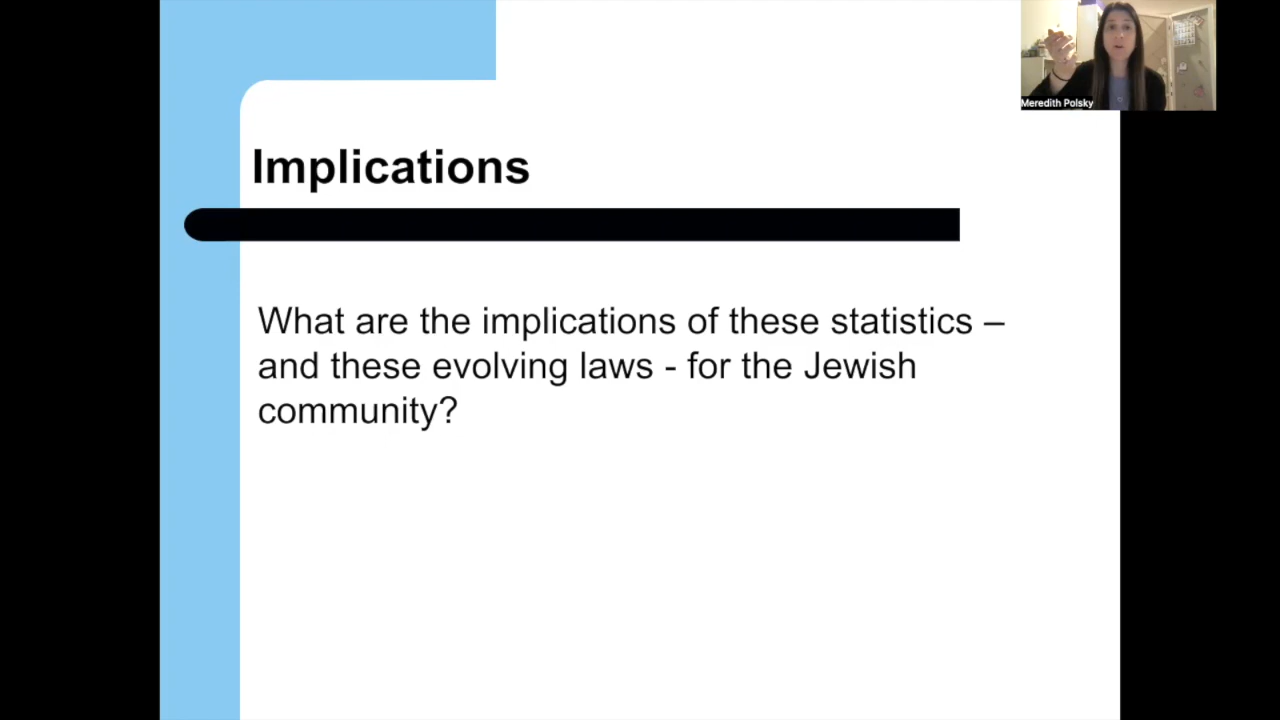 Meredith Polsky
Implications
What are the implications of these statistics –
and these evolving laws - for the Jewish
community?